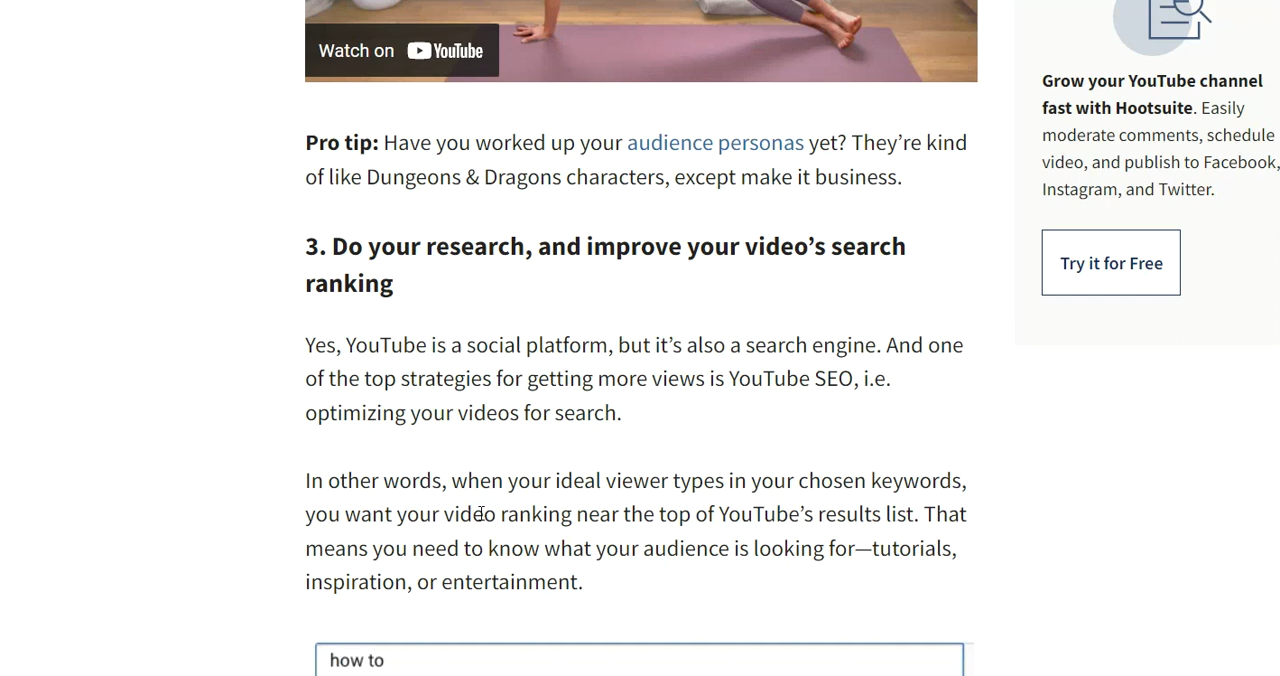 Watch on YouTube
Pro tip: Have you worked up your audience personas yet? They’re kind
of like Dungeons & Dragons characters, except make it business.
3. Do your research, and improve your video’s search
ranking
Yes, YouTube is a social platform, but it’s also a search engine. And one
of the top strategies for getting more views is YouTube SEO, i.e.
optimizing your videos for search.
In other words, when your ideal viewer types in your chosen keywords,
you want your video ranking near the top of YouTube’s results list. That
means you need to know what your audience is looking for—tutorials,
inspiration, or entertainment.
how to
Grow your YouTube channel
fast with Hootsuite. Easily
moderate comments, schedule
video, and publish to Facebook,
Instagram, and Twitter.
Try it for Free